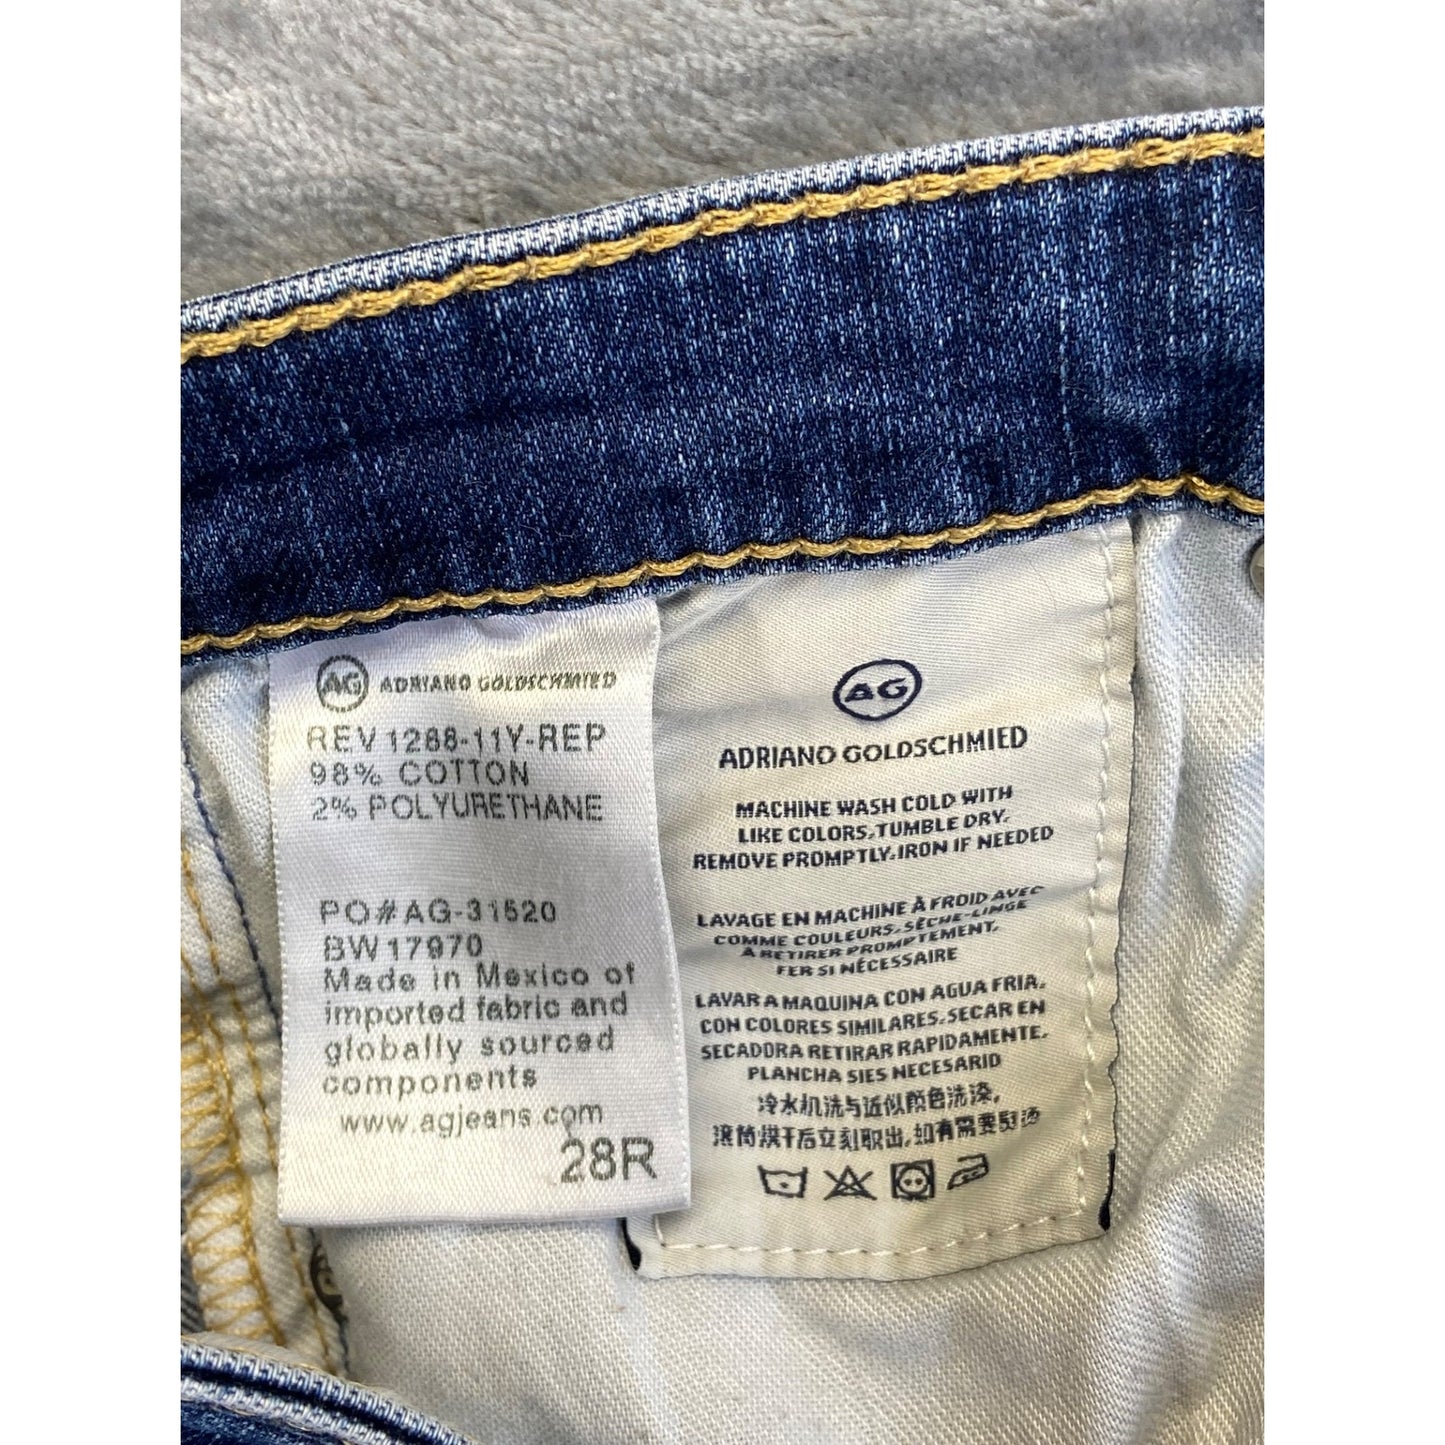 AG ADRIANO GOLDSCHMIED
REV1288-11Y-REP
98% COTTON
2% POLYURETHANE
PO#AG-31520
BW17970
Made in Mexico of
imported fabric and
globally sourced
components
www.agjeans.com
28R
AG
ADRIANO GOLDSCHMIED
MACHINE WASH COLD WITH
LIKE COLORS, TUMBLE DRY,
REMOVE PROMPTLY, IRON IF NEEDED
LAVAGE EN MACHINE À FROID AVEC
COMME COULEURS, SÈCHE-LINGE
À RETIRER PROMPTEMENT,
FER SI NÉCESSAIRE
LAVAR A MAQUINA CON AGUA FRIA,
CON COLORES SIMILARES, SECAR EN
SECADORA RETIRAR RAPIDAMENTE,
PLANCHA SIES NECESARIO
冷水机洗与近似颜色洗涤,
滚筒烘干后立刻取出,如有需要熨烫